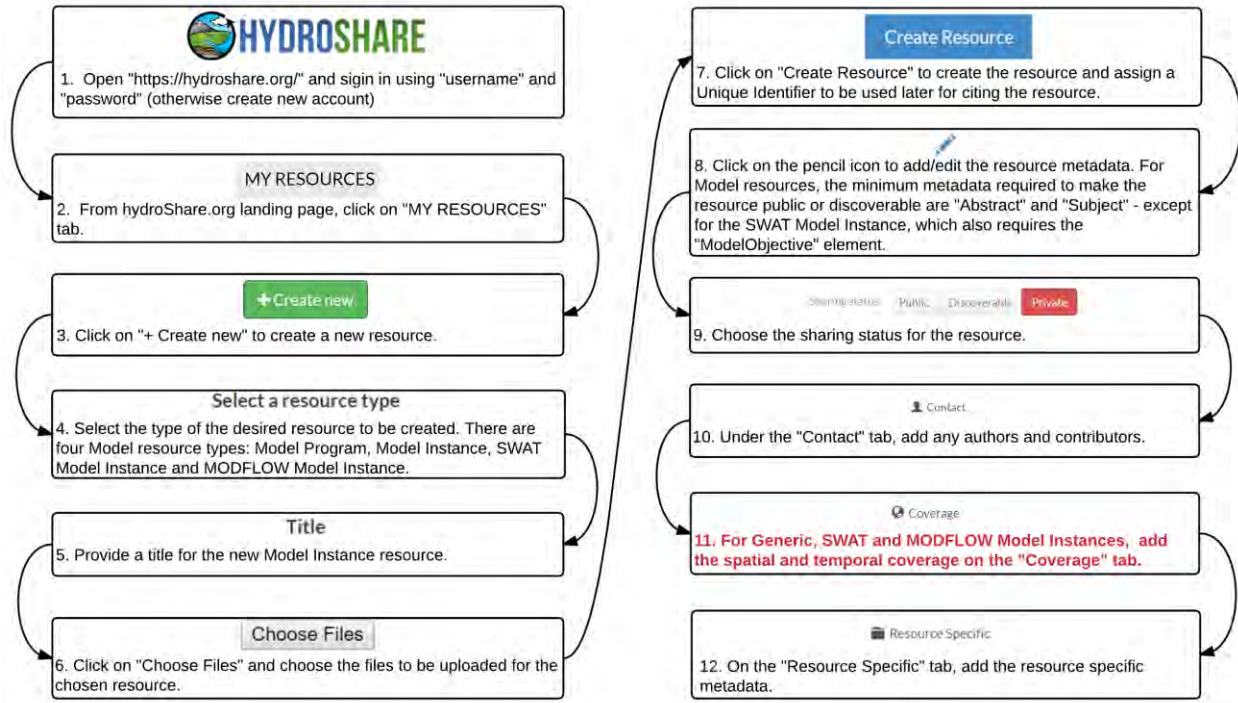 HYDROSHARE
1. Open "https://hydroshare.org/" and sigin in using "username" and
"password" (otherwise create new account)
MY RESOURCES
2. From hydroShare.org landing page, click on "MY RESOURCES"
tab.
+Create new
3. Click on "+ Create new" to create a new resource.
Select a resource type
4. Select the type of the desired resource to be created. There are
four Model resource types: Model Program, Model Instance, SWAT
Model Instance and MODFLOW Model Instance.
Title
5. Provide a title for the new Model Instance resource.
Choose Files
6. Click on "Choose Files" and choose the files to be uploaded for the
chosen resource.
Create Resource
7. Click on "Create Resource" to create the resource and assign a
Unique Identifier to be used later for citing the resource.
8. Click on the pencil icon to add/edit the resource metadata. For
Model resources, the minimum metadata required to make the
resource public or discoverable are "Abstract" and "Subject" - except
for the SWAT Model Instance, which also requires the
"ModelObjective" element.
Sharing status: Public Discoverable Private
9. Choose the sharing status for the resource.
Contact
10. Under the "Contact" tab, add any authors and contributors.
Coverage
11. For Generic, SWAT and MODFLOW Model Instances, add
the spatial and temporal coverage on the "Coverage" tab.
Resource Specific
12. On the "Resource Specific" tab, add the resource specific
metadata.